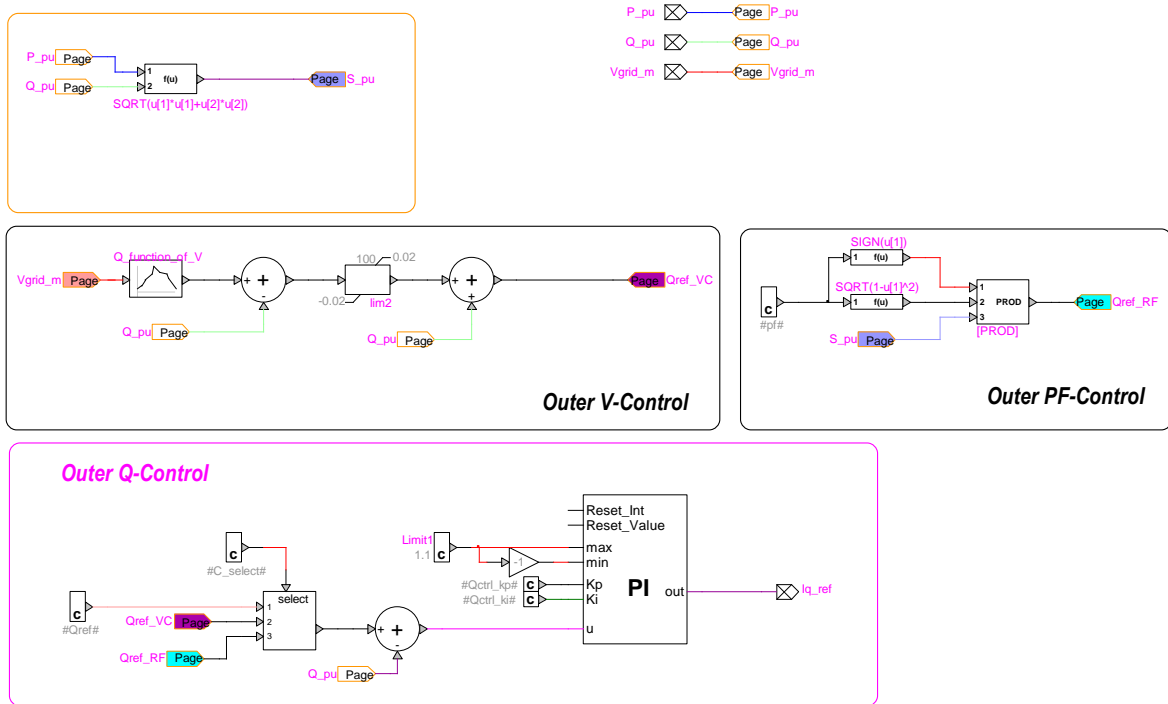 P_pu Page P_pu
Q_pu Page Q_pu
Vgrid_m Page Vgrid_m
P_pu Page
Q_pu Page
1
2
f(u)
Page S_pu
SQRT(u[1]*u[1]+u[2]*u[2])
Q_function_of_V
Vgrid_m Page
+
+
-
100
0.02
-0.02
lim2
+
+
+
Page Qref_VC
Q_pu Page
Q_pu Page
Outer V-Control
SIGN(u[1])
1 f(u)
SQRT(1-u[1]^2)
1 f(u)
c
#pf#
1
2
3
PROD
[PROD]
Page Qref_RF
S_pu Page
Outer PF-Control
Outer Q-Control
c
#C_select#
c
#Qref#
select
1
2
3
Qref_VC Page
Qref_RF Page
+
+
-
Q_pu Page
Limit1
1.1
c
-1
#Qctrl_kp# c
#Qctrl_ki# c
Reset_Int
Reset_Value
max
min
Kp
Ki
u
PI
out
Iq_ref